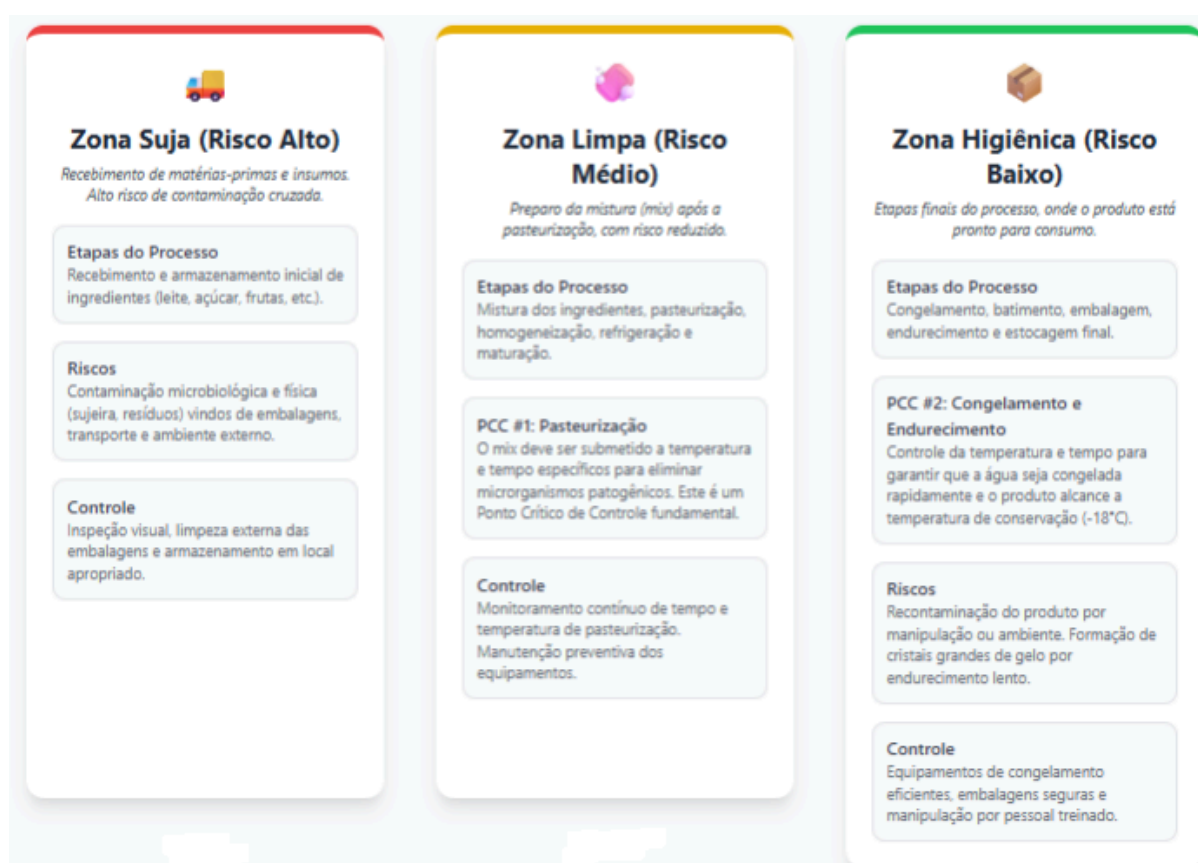 Zona Suja (Risco Alto)
Recebimento de matérias-primas e insumos.
Alto risco de contaminação cruzada.
Etapas do Processo
Recebimento e armazenamento inicial de
ingredientes (leite, açúcar, frutas, etc.).
Riscos
Contaminação microbiológica e física
(sujeira, resíduos) vindos de embalagens,
transporte e ambiente externo.
Controle
Inspeção visual, limpeza externa das
embalagens e armazenamento em local
apropriado.
Zona Limpa (Risco
Médio)
Preparo da mistura (mix) após a
pasteurização, com risco reduzido.
Etapas do Processo
Mistura dos ingredientes, pasteurização,
homogeneização, refrigeração e
maturação.
PCC #1: Pasteurização
O mix deve ser submetido a temperatura
e tempo específicos para eliminar
microrganismos patogênicos. Este é um
Ponto Crítico de Controle fundamental.
Controle
Monitoramento contínuo de tempo e
temperatura de pasteurização.
Manutenção preventiva dos
equipamentos.
Zona Higiênica (Risco
Baixo)
Etapas finais do processo, onde o produto está
pronto para consumo.
Etapas do Processo
Congelamento, batimento, embalagem,
endurecimento e estocagem final.
PCC #2: Congelamento e
Endurecimento
Controle da temperatura e tempo para
garantir que a água seja congelada
rapidamente e o produto alcance a
temperatura de conservação (-18°C).
Riscos
Recontaminação do produto por
manipulação ou ambiente. Formação de
cristais grandes de gelo por
endurecimento lento.
Controle
Equipamentos de congelamento
eficientes, embalagens seguras e
manipulação por pessoal treinado.